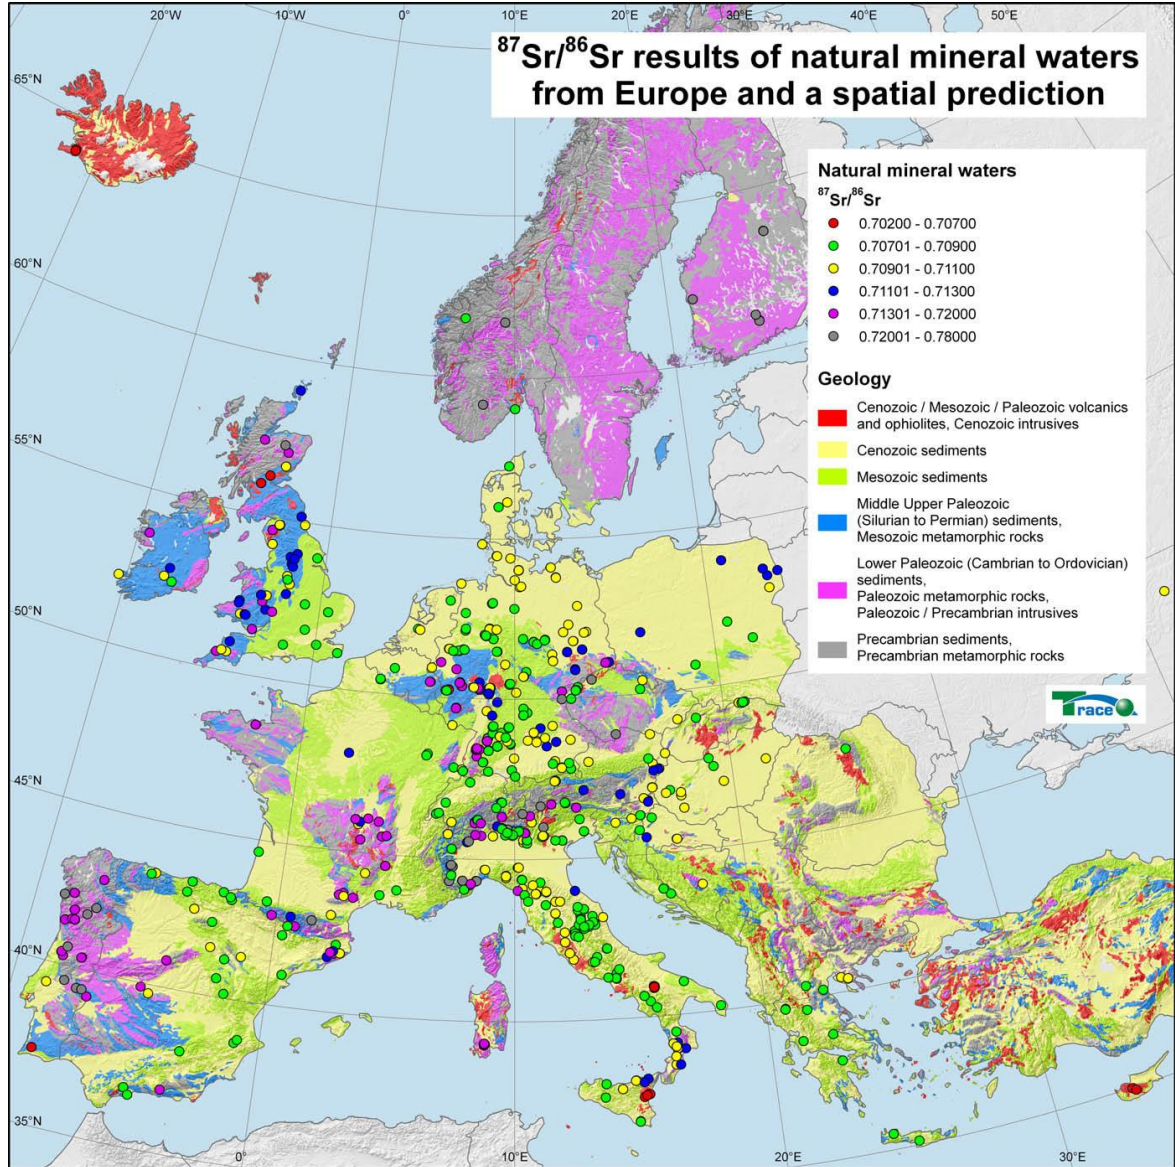 20°W 10°W 0° 10°E 20°E 30°E 40°E 50°E
87Sr/86Sr results of natural mineral waters
from Europe and a spatial prediction
65°N
60°N
55°N
50°N
45°N
40°N
35°N
Natural mineral waters
87Sr/86Sr
0.70200 - 0.70700
0.70701 - 0.70900
0.70901 - 0.71100
0.71101 - 0.71300
0.71301 - 0.72000
0.72001 - 0.78000
Geology
Cenozoic / Mesozoic / Paleozoic volcanics
and ophiolites, Cenozoic intrusives
Cenozoic sediments
Mesozoic sediments
Middle Upper Paleozoic
(Silurian to Permian) sediments,
Mesozoic metamorphic rocks
Lower Paleozoic (Cambrian to Ordovician)
sediments,
Paleozoic metamorphic rocks,
Paleozoic / Precambrian intrusives
Precambrian sediments,
Precambrian metamorphic rocks
Trace
0° 10°E 20°E 30°E